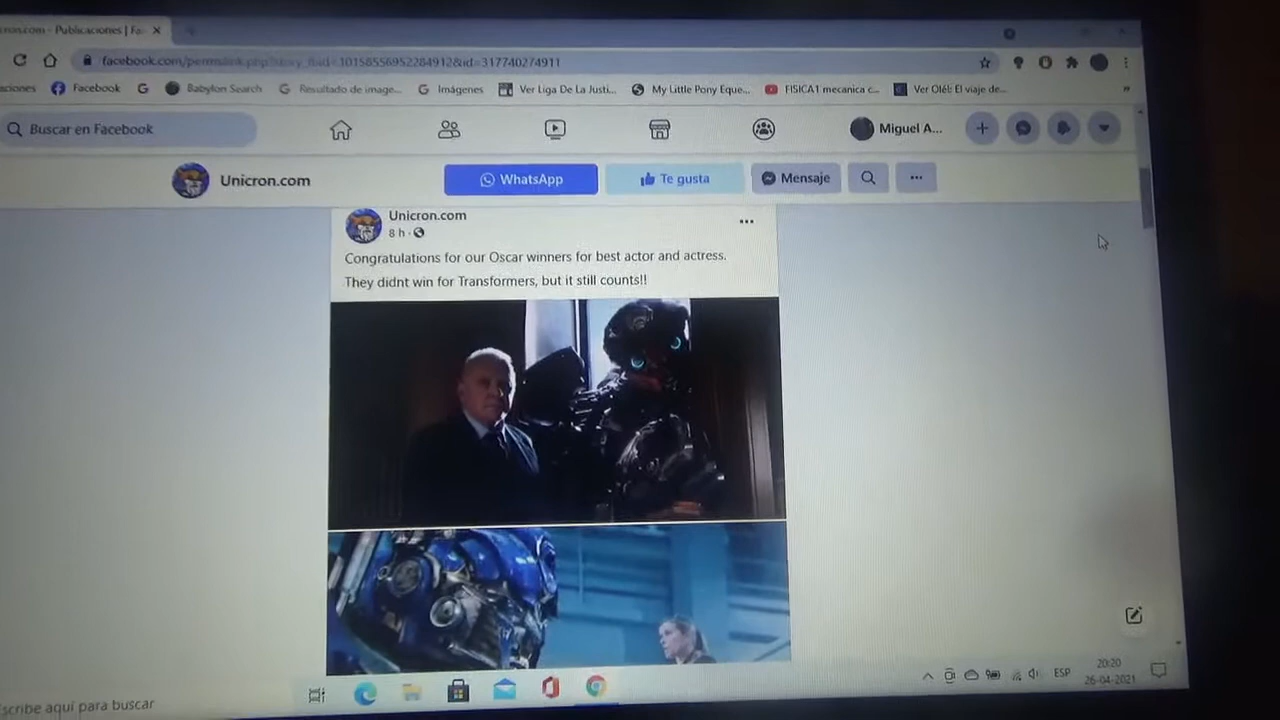 cron.com - Publicaciones | Fa
facebook.com/permalink.php?story_fbid=10158556952284912&id=317740274911
aciones Facebook Babylon Search Resultado de image... Imágenes Ver Liga De La Justi... My Little Pony Eque... FISICA1 mecanica c... Ver Olé!: El viaje de... »
Buscar en Facebook Miguel A...
Unicron.com WhatsApp Te gusta Mensaje ...
Unicron.com ...
8 h ·
Congratulations for our Oscar winners for best actor and actress.
They didnt win for Transformers, but it still counts!!
scribe aquí para buscar ESP 20:20
26-04-2021